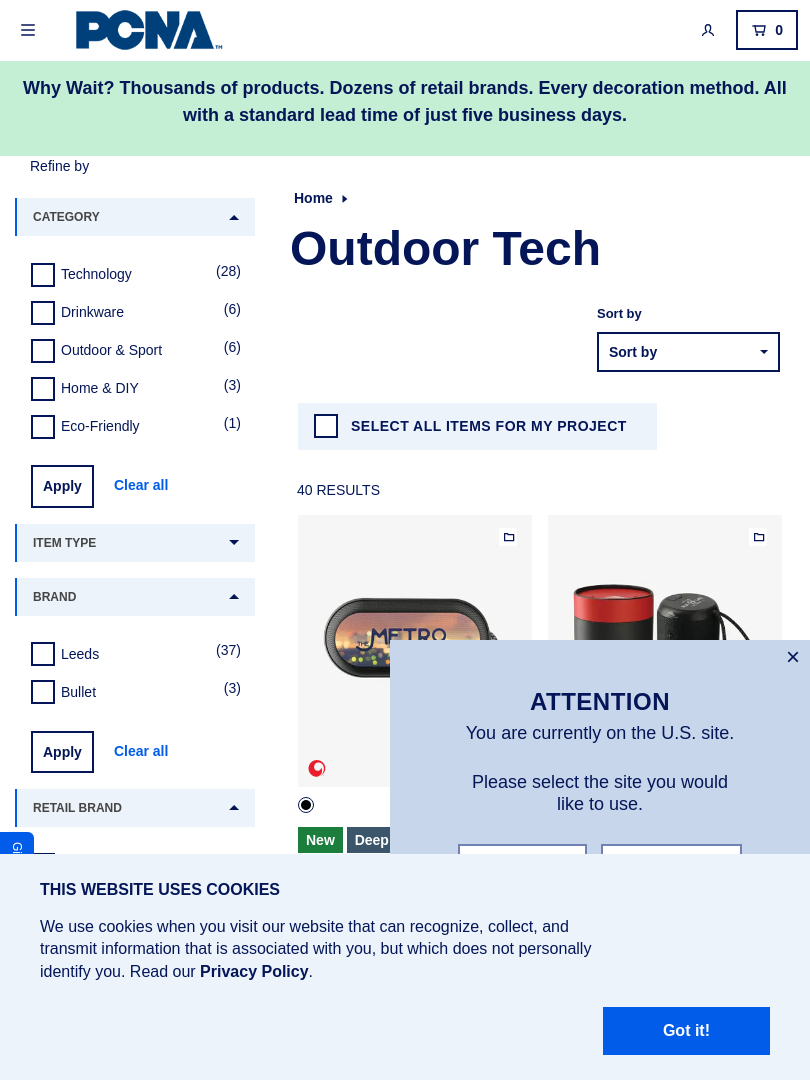 PCNA™
0
Why Wait? Thousands of products. Dozens of retail brands. Every decoration method. All
with a standard lead time of just five business days.
Refine by
Home
CATEGORY
Outdoor Tech
Technology (28)
Drinkware (6)
Outdoor & Sport (6)
Home & DIY (3)
Eco-Friendly (1)
Apply Clear all
Sort by
Sort by
SELECT ALL ITEMS FOR MY PROJECT
40 RESULTS
ITEM TYPE
BRAND
Leeds (37)
Bullet (3)
Apply Clear all
RETAIL BRAND
THE METRO
New Deep
×
ATTENTION
You are currently on the U.S. site.
Please select the site you would
like to use.
THIS WEBSITE USES COOKIES
We use cookies when you visit our website that can recognize, collect, and
transmit information that is associated with you, but which does not personally
identify you. Read our Privacy Policy.
Got it!